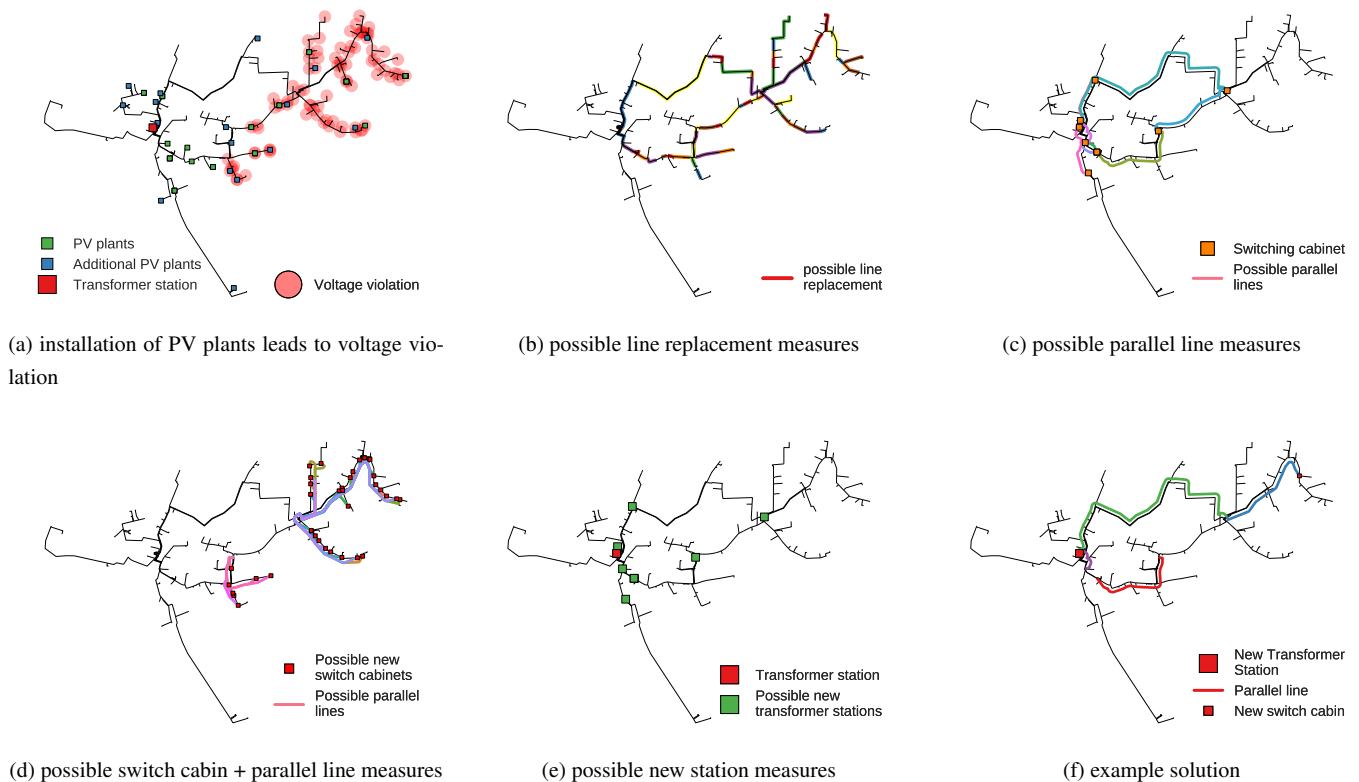 PV plants
Additional PV plants
Transformer station
Voltage violation
possible line
replacement
Switching cabinet
Possible parallel
lines
(a) installation of PV plants leads to voltage vio-
lation
(b) possible line replacement measures
(c) possible parallel line measures
Possible new
switch cabinets
Possible parallel
lines
Transformer station
Possible new
transformer stations
New Transformer
Station
Parallel line
New switch cabin
(d) possible switch cabin + parallel line measures
(e) possible new station measures
(f) example solution